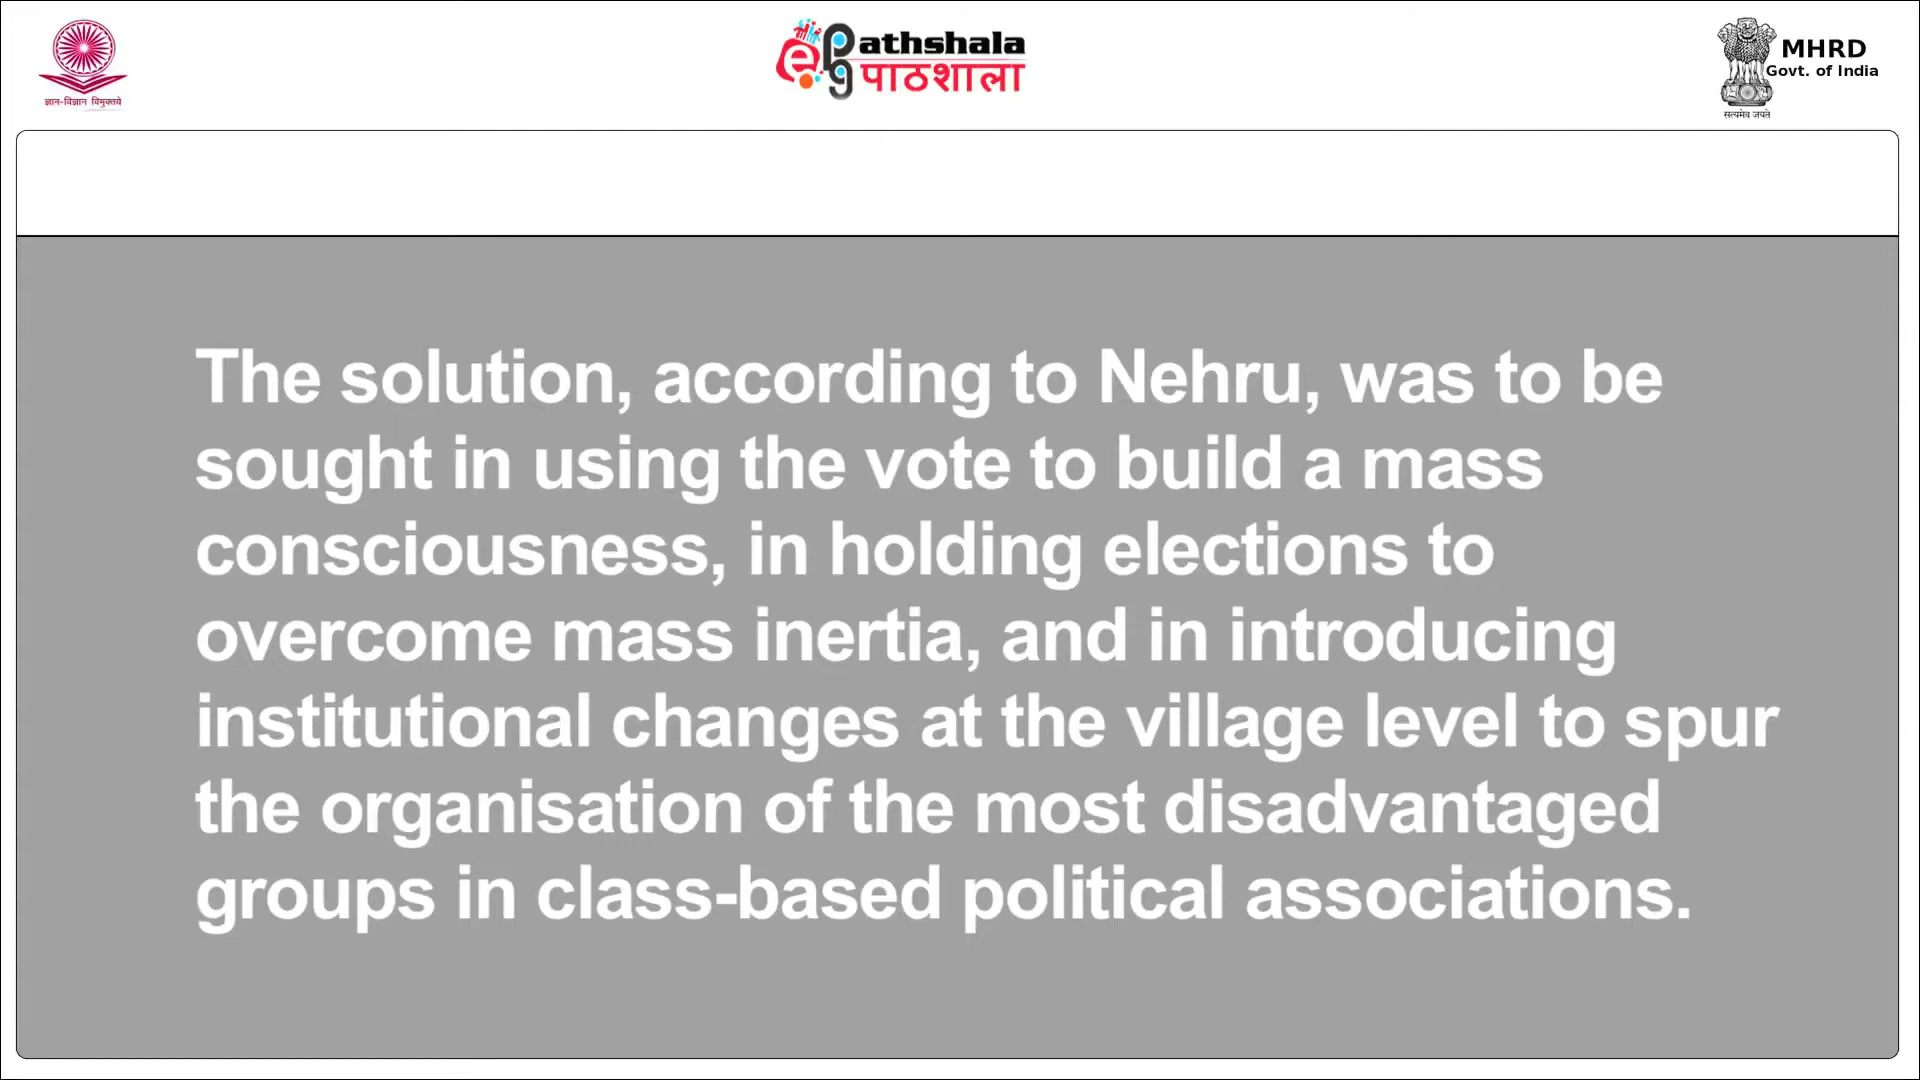 ज्ञान-विज्ञान विमुक्तये
e pg athshala
पाठशाला
MHRD
Govt. of India
सत्यमेव जयते
The solution, according to Nehru, was to be
sought in using the vote to build a mass
consciousness, in holding elections to
overcome mass inertia, and in introducing
institutional changes at the village level to spur
the organisation of the most disadvantaged
groups in class-based political associations.